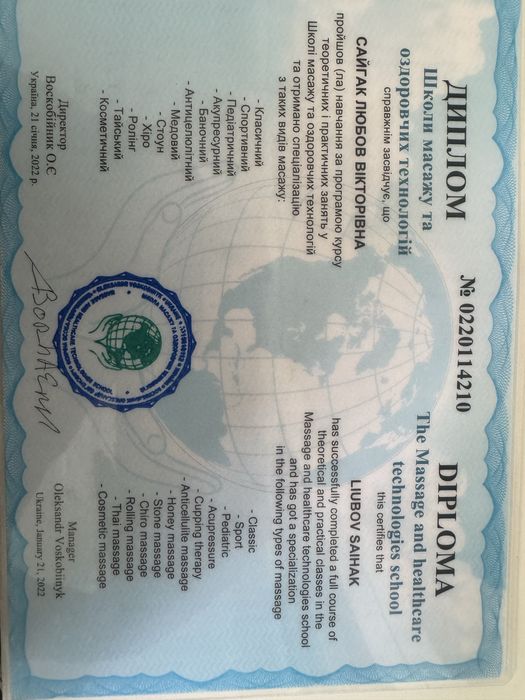 ДИПЛОМ
Школи масажу та
оздоровчих технологій
справжнім засвідчує, що
САЙГАК ЛЮБОВ ВІКТОРІВНА
пройшов (ла) навчання за програмою курсу
теоретичних і практичних занять у
Школі масажу та оздоровчих технологій
та отримано спеціалізацію
з таких видів масажу:
- Класичний
- Спортивний
- Педіатричний
- Акупресурний
- Баночний
- Антицелюлітний
- Медовий
- Стоун
- Хіро
- Ролінг
- Тайський
- Косметичний
Директор
Воскобійник О.Є
Україна, 21 січня, 2022 р.
№ 0220114210
DIPLOMA
The Massage and healthcare
technologies school
this certifies that
LIUBOV SAIHAK
has successfully completed a full course of
theoretical and practical classes in the
Massage and healthcare technologies school
and has got a specialization
in the following types of massage
- Classic
- Sport
- Pediatric
- Acupressure
- Cupping therapy
- Anticellulite massage
- Honey massage
- Stone massage
- Chiro massage
- Rolling massage
- Thai massage
- Cosmetic massage
Manager
Oleksandr Voskobiinyk
Ukraine, January 21, 2022